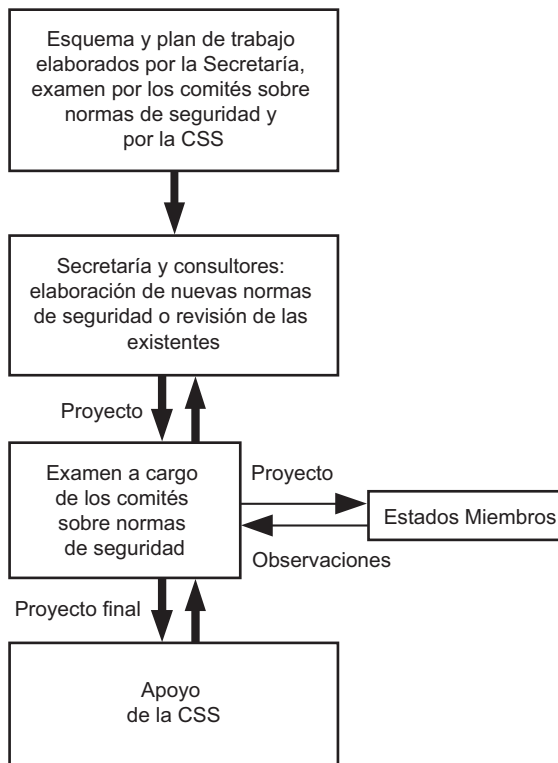 Esquema y plan de trabajo
elaborados por la Secretaría,
examen por los comités sobre
normas de seguridad y
por la CSS
Secretaría y consultores:
elaboración de nuevas normas
de seguridad o revisión de las
existentes
Proyecto
Examen a cargo
de los comités
sobre normas
de seguridad
Proyecto
Estados Miembros
Observaciones
Proyecto final
Apoyo
de la CSS